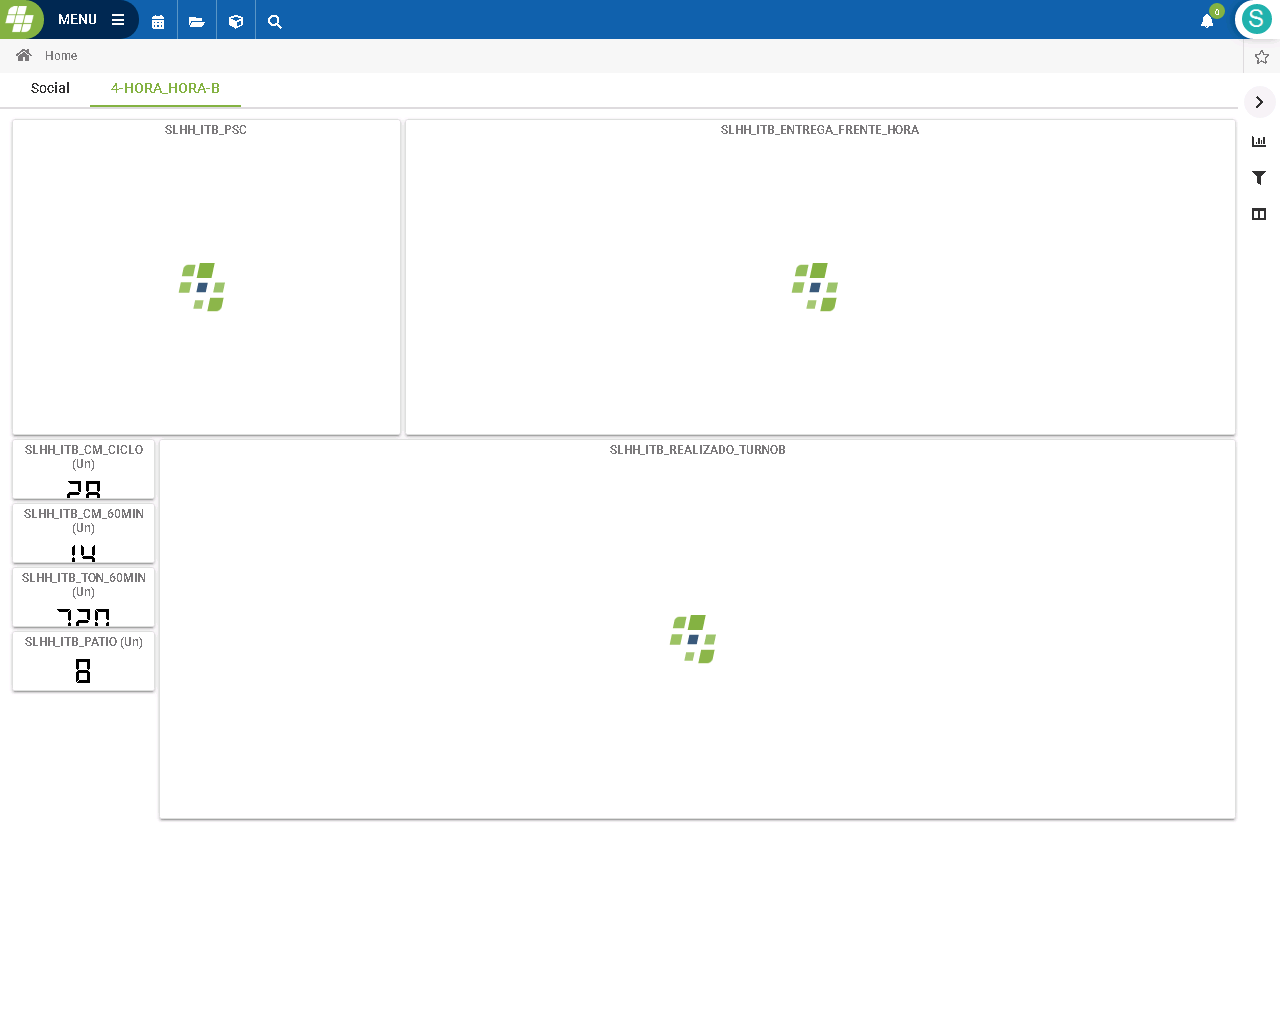 MENU
0
S
Home
Social
4-HORA_HORA-B
SLHH_ITB_PSC
SLHH_ITB_ENTREGA_FRENTE_HORA
SLHH_ITB_CM_CICLO
(Un)
28
SLHH_ITB_REALIZADO_TURNOB
SLHH_ITB_CM_60MIN
(Un)
14
SLHH_ITB_TON_60MIN
(Un)
SLHH_ITB_PATIO (Un)
8